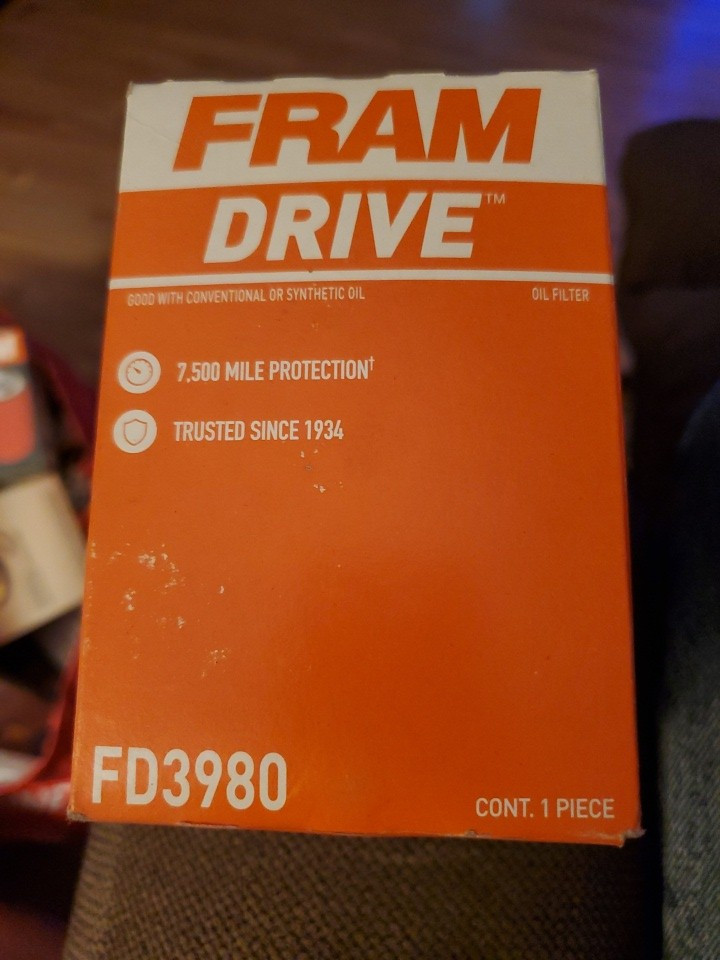 FRAM
DRIVE™
GOOD WITH CONVENTIONAL OR SYNTHETIC OIL
OIL FILTER
7,500 MILE PROTECTION†
TRUSTED SINCE 1934
FD3980
CONT. 1 PIECE